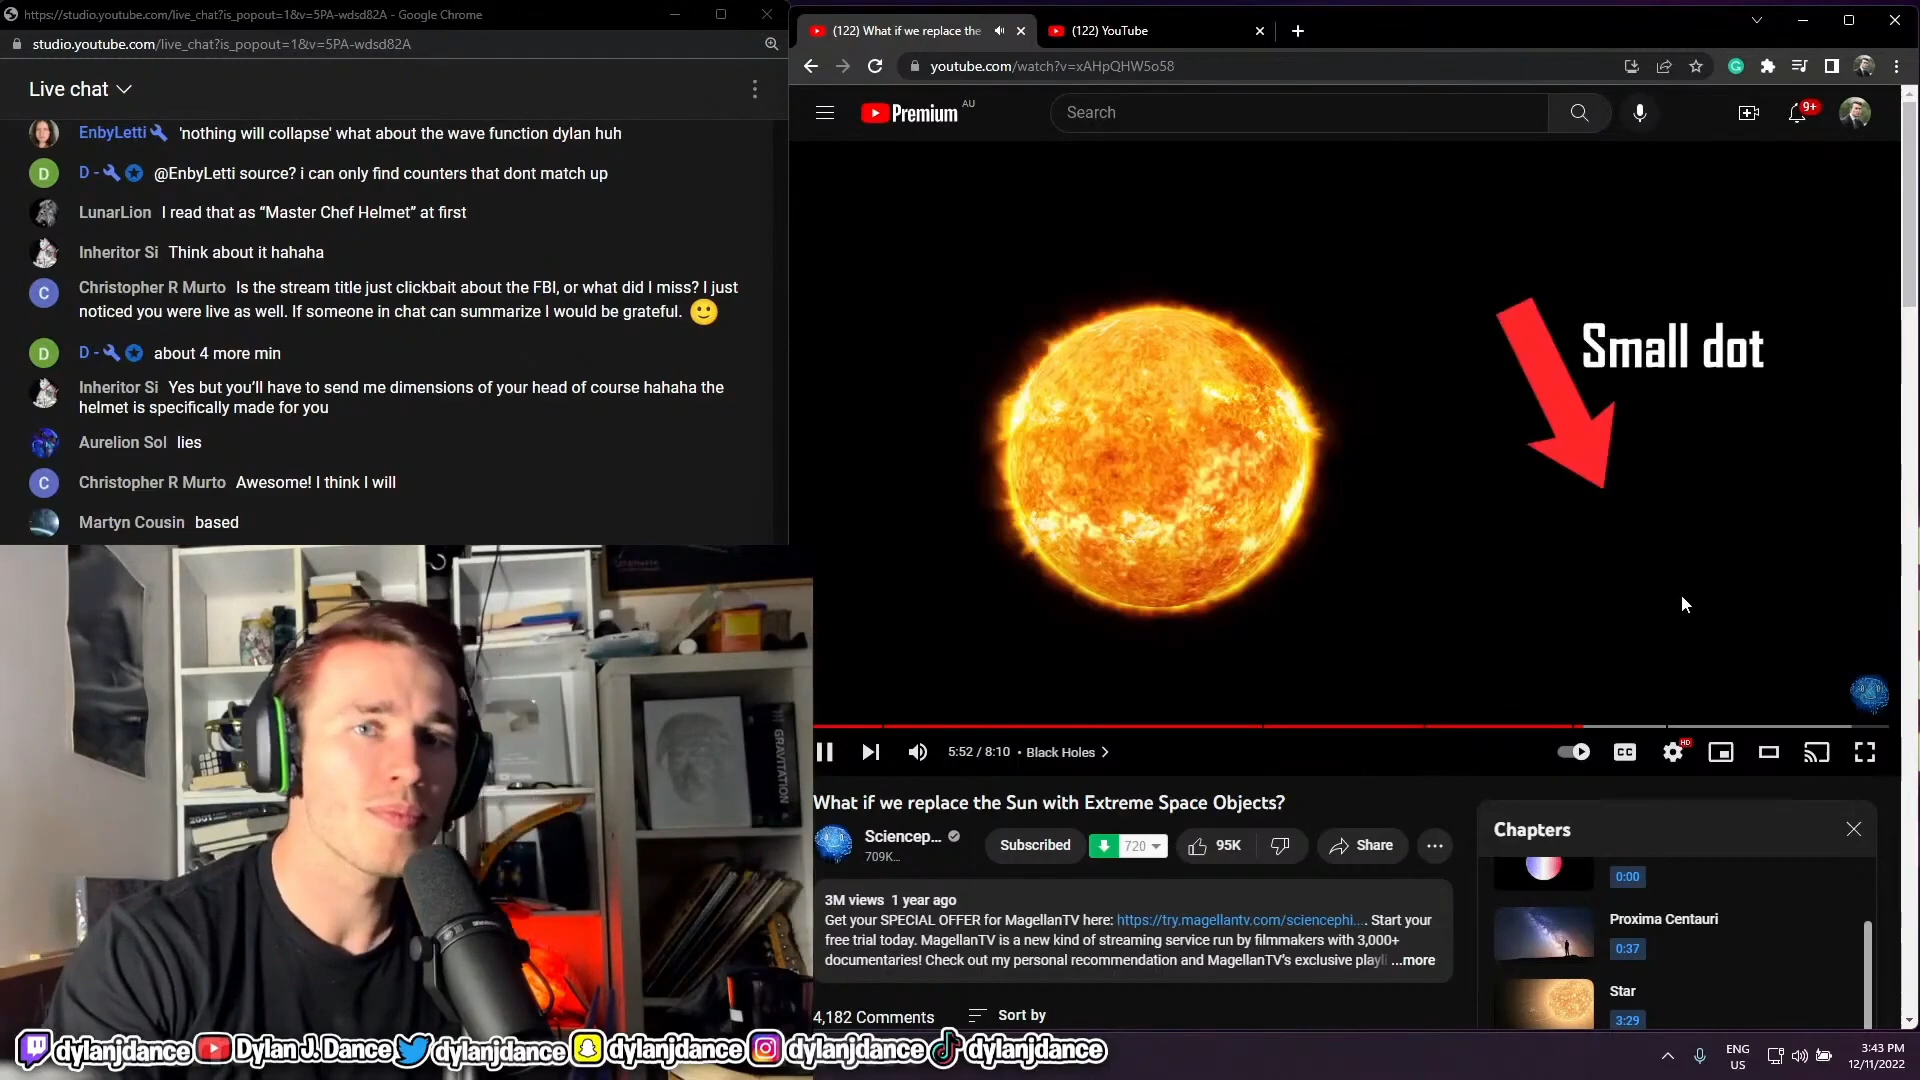 https://studio.youtube.com/live_chat?is_popout=1&v=5PA-wdsd82A - Google Chrome
studio.youtube.com/live_chat?is_popout=1&v=5PA-wdsd82A
Live chat
EnbyLetti 'nothing will collapse' what about the wave function dylan huh
D - @EnbyLetti source? i can only find counters that dont match up
LunarLion I read that as “Master Chef Helmet” at first
Inheritor Si Think about it hahaha
Christopher R Murto Is the stream title just clickbait about the FBI, or what did I miss? I just
noticed you were live as well. If someone in chat can summarize I would be grateful.
D - about 4 more min
Inheritor Si Yes but you’ll have to send me dimensions of your head of course hahaha the
helmet is specifically made for you
Aurelion Sol lies
Christopher R Murto Awesome! I think I will
Martyn Cousin based
(122) What if we replace the
(122) YouTube
youtube.com/watch?v=xAHpQHW5o58
Premium AU
Search
9+
Small dot
5:52 / 8:10 • Black Holes
HD
What if we replace the Sun with Extreme Space Objects?
Sciencep...
709K...
Subscribed
720
95K
Share
3M views 1 year ago
Get your SPECIAL OFFER for MagellanTV here: https://try.magellantv.com/sciencephi.... Start your
free trial today. MagellanTV is a new kind of streaming service run by filmmakers with 3,000+
documentaries! Check out my personal recommendation and MagellanTV’s exclusive playli ...more
4,182 Comments
Sort by
Chapters
0:00
Proxima Centauri
0:37
Star
3:29
GRAVITATION
2001
dylanjdance Dylan J. Dance dylanjdance dylanjdance dylanjdance dylanjdance
ENG
US
3:43 PM
12/11/2022